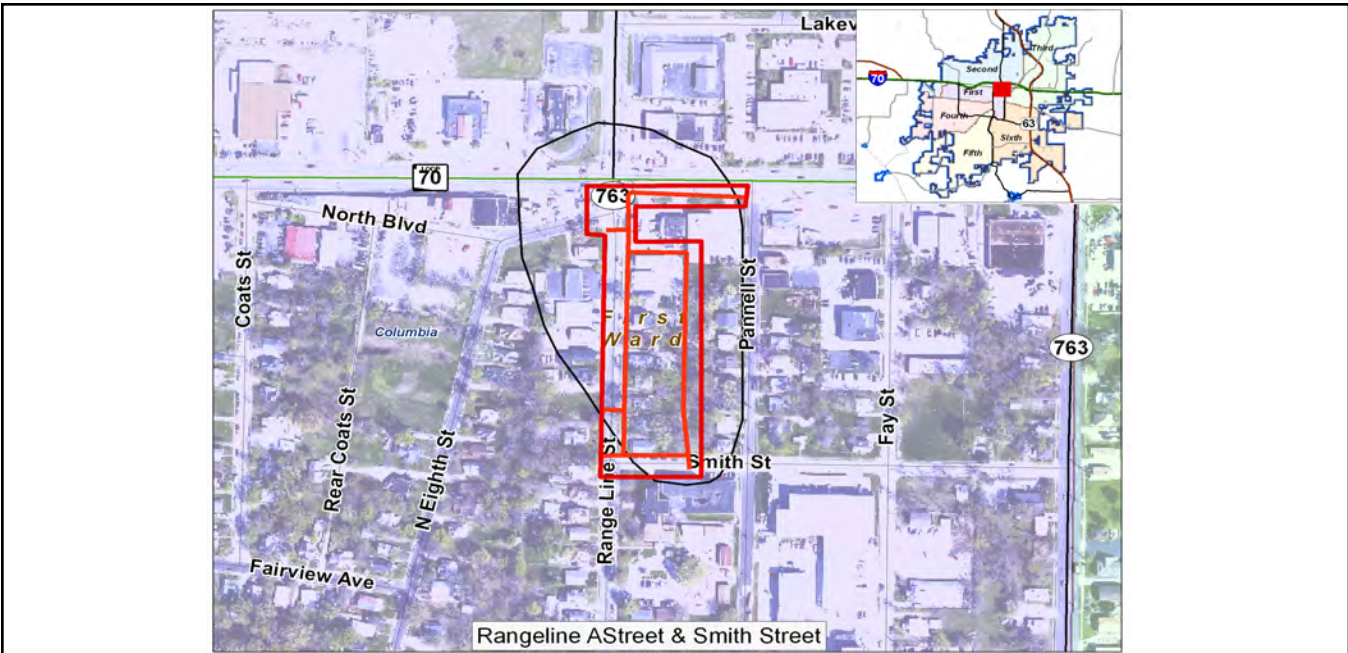 Lakev
Third
Second
70
First
Fourth
63
Sixth
Fifth
LOOP
70
763
North Blvd
Coats St
Columbia
First
Ward
Pannell St
763
Rear Coats St
N Eighth St
Range Line St
Fay St
Smith St
Fairview Ave
Rangeline AStreet & Smith Street